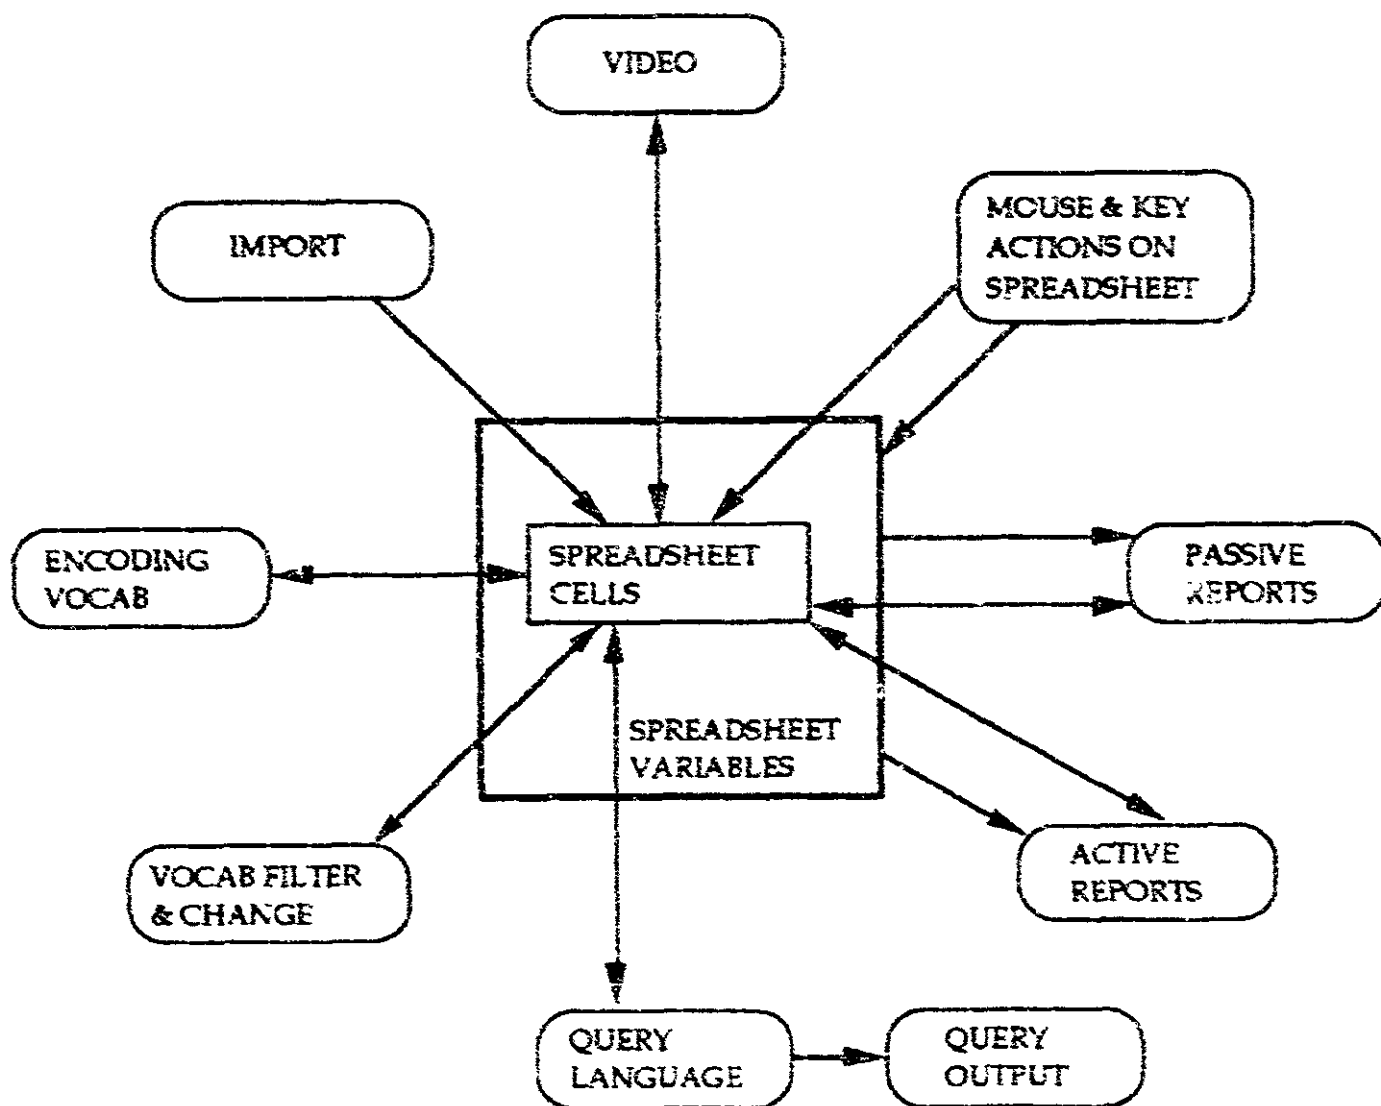 VIDEO
IMPORT
MOUSE & KEY
ACTIONS ON
SPREADSHEET
ENCODING
VOCAB
SPREADSHEET
CELLS
PASSIVE
REPORTS
SPREADSHEET
VARIABLES
VOCAB FILTER
& CHANGE
ACTIVE
REPORTS
QUERY
LANGUAGE
QUERY
OUTPUT